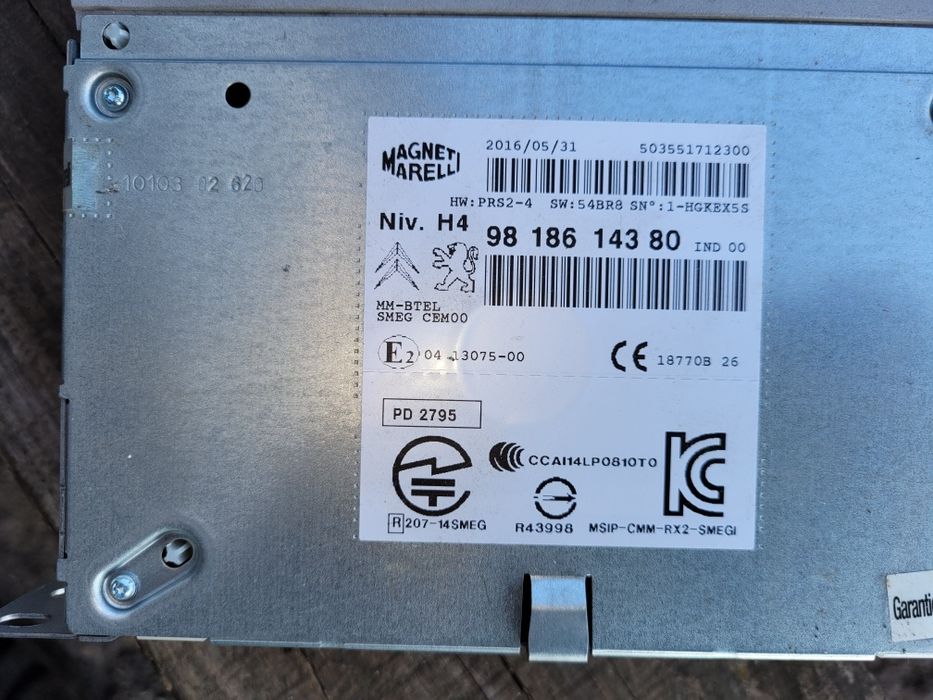 10103 02 620
MAGNETI MARELLI
2016/05/31 503551712300
HW:PRS2-4 SW:54BR8 SN°:1-HGKEX5S
Niv. H4
98 186 143 80 IND 00
MM-BTEL
SMEG CEM00
E2 04 13075-00
CE 18770B 26
PD 2795
CCAI14LP0810T0
KC
R 207-14SMEG R43998 MSIP-CMM-RX2-SMEGI